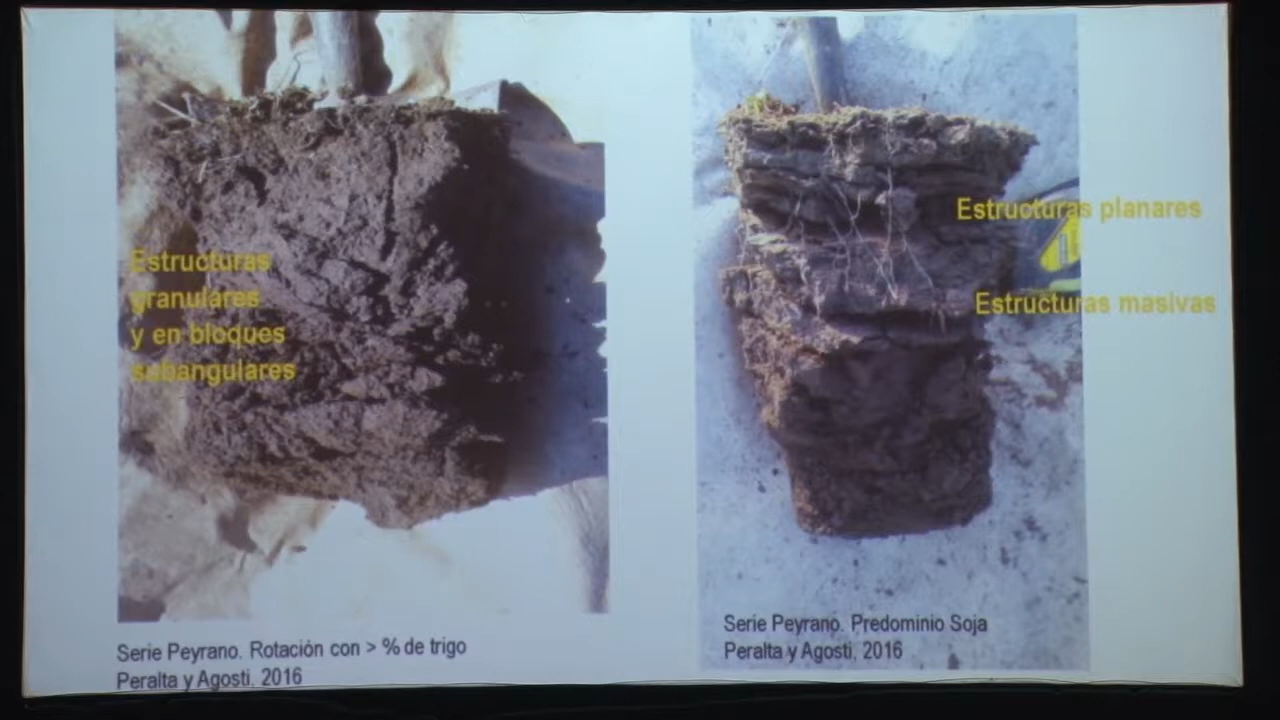 Estructuras
granulares
y en bloques
subangulares
Estructuras planares
Estructuras masivas
Serie Peyrano. Rotación con > % de trigo
Peralta y Agosti, 2016
Serie Peyrano. Predominio Soja
Peralta y Agosti, 2016